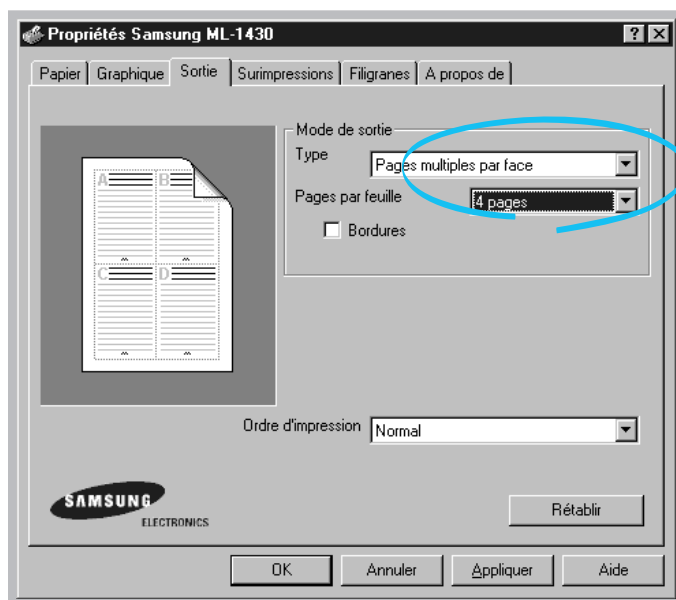 Propriétés Samsung ML-1430
Papier Graphique Sortie Surimpressions Filigranes A propos de
Mode de sortie
Type Pages multiples par face
Pages par feuille 4 pages
Bordures
A B
C D
Ordre d'impression Normal
SAMSUNG
ELECTRONICS
Rétablir
OK Annuler Appliquer Aide